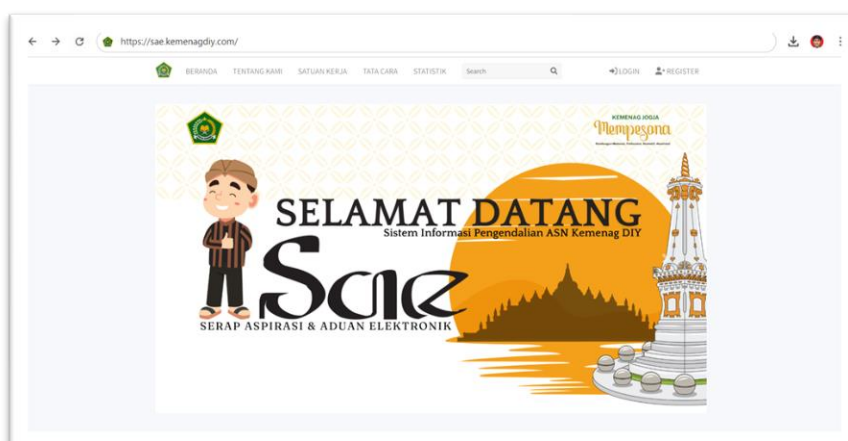 https://sae.kemenagdiy.com/
BERANDA TENTANG KAMI SATUAN KERJA TATA CARA STATISTIK Search LOGIN REGISTER
KEMENAG JOGJA
Mempesona
SELAMAT DATANG
Sistem Informasi Pengendalian ASN Kemenag DIY
Sae
SERAP ASPIRASI & ADUAN ELEKTRONIK